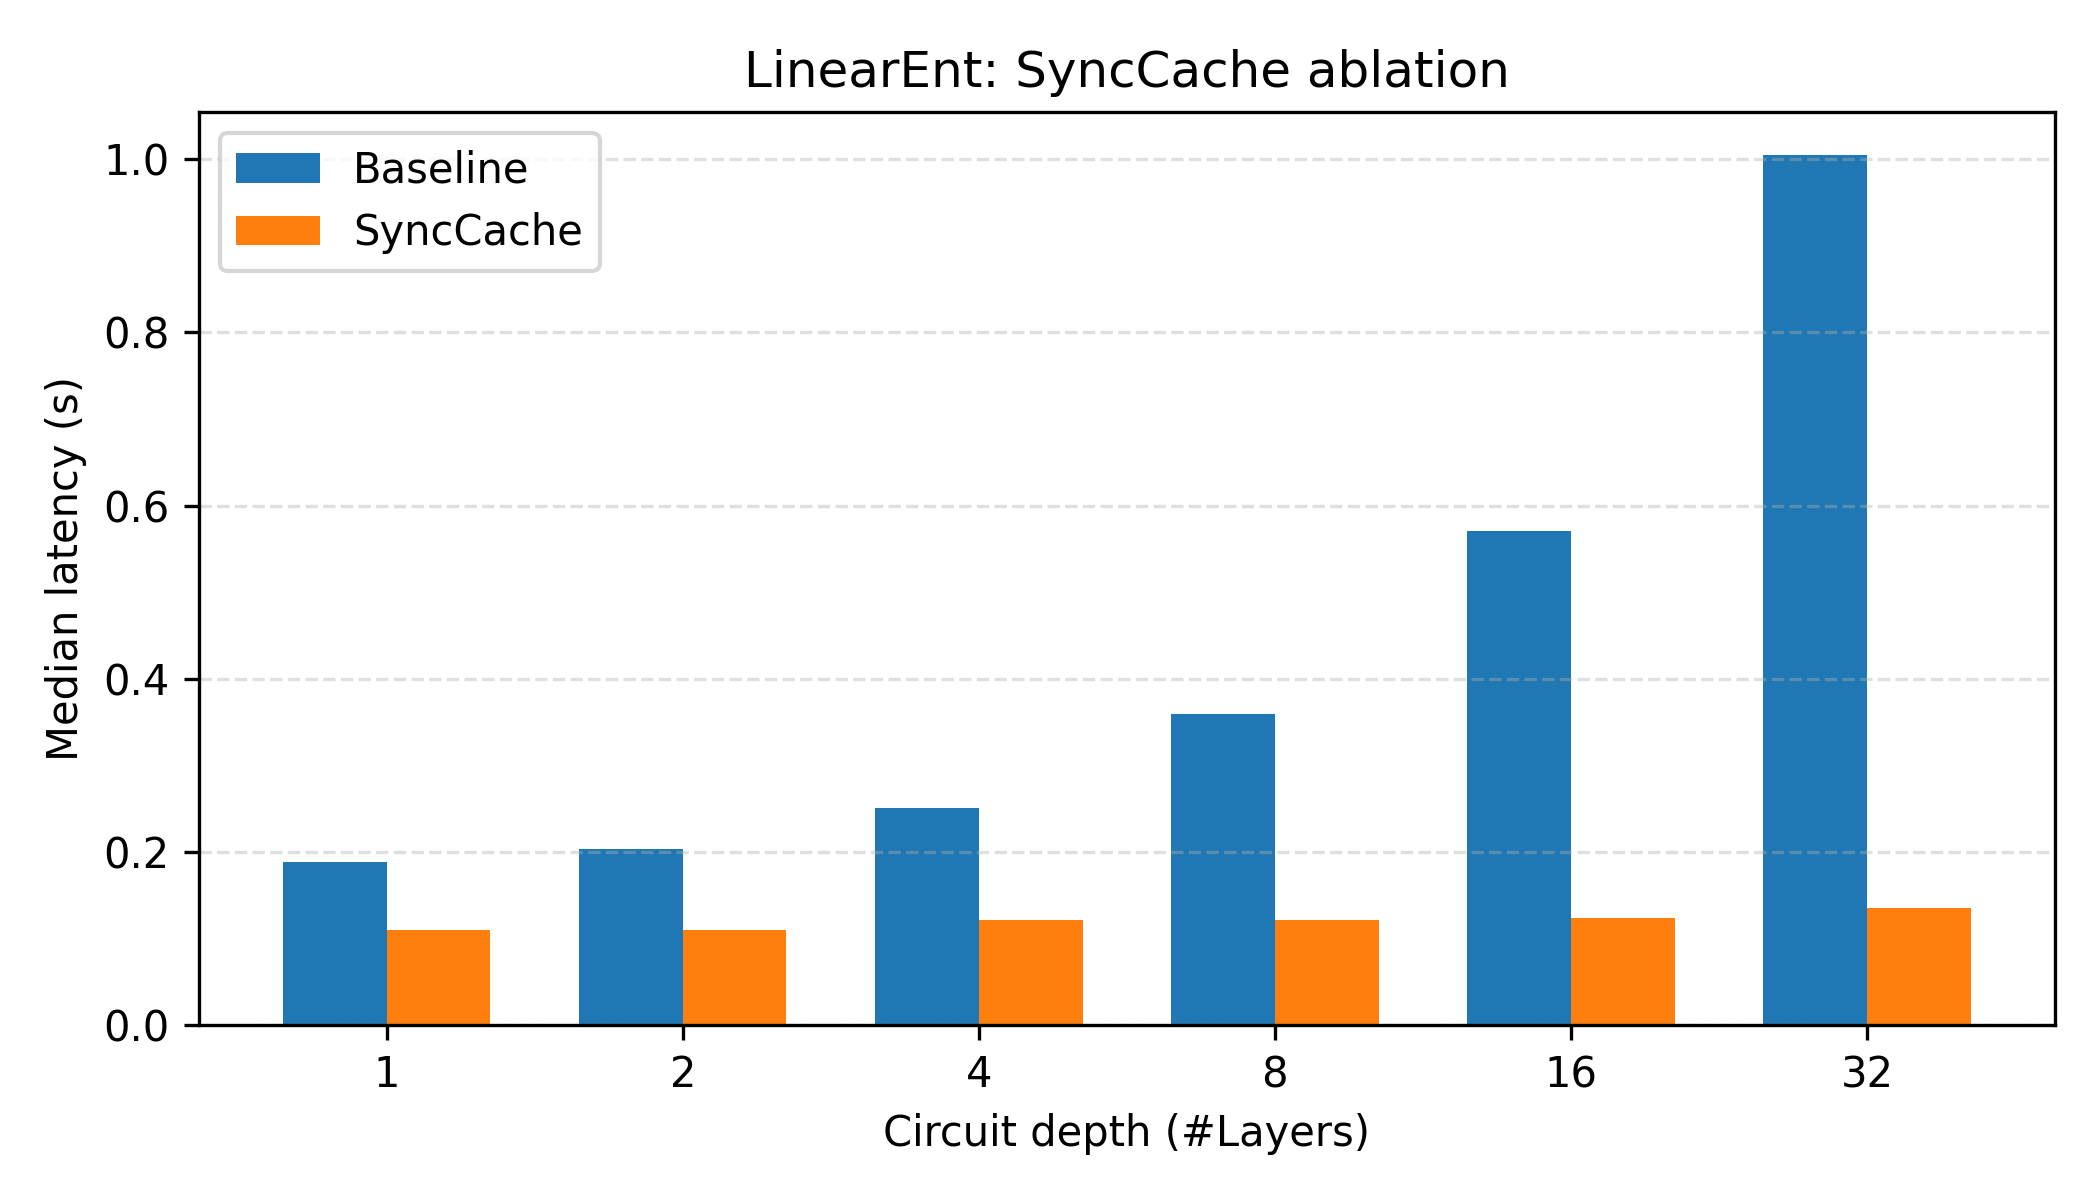 LinearEnt: SyncCache ablation
Baseline
SyncCache
1.0
0.8
0.6
0.4
0.2
0.0
Median latency (s)
1 2 4 8 16 32
Circuit depth (#Layers)